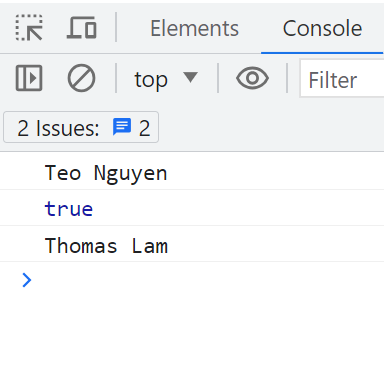 Elements Console
top Filter
2 Issues: 2
Teo Nguyen
true
Thomas Lam